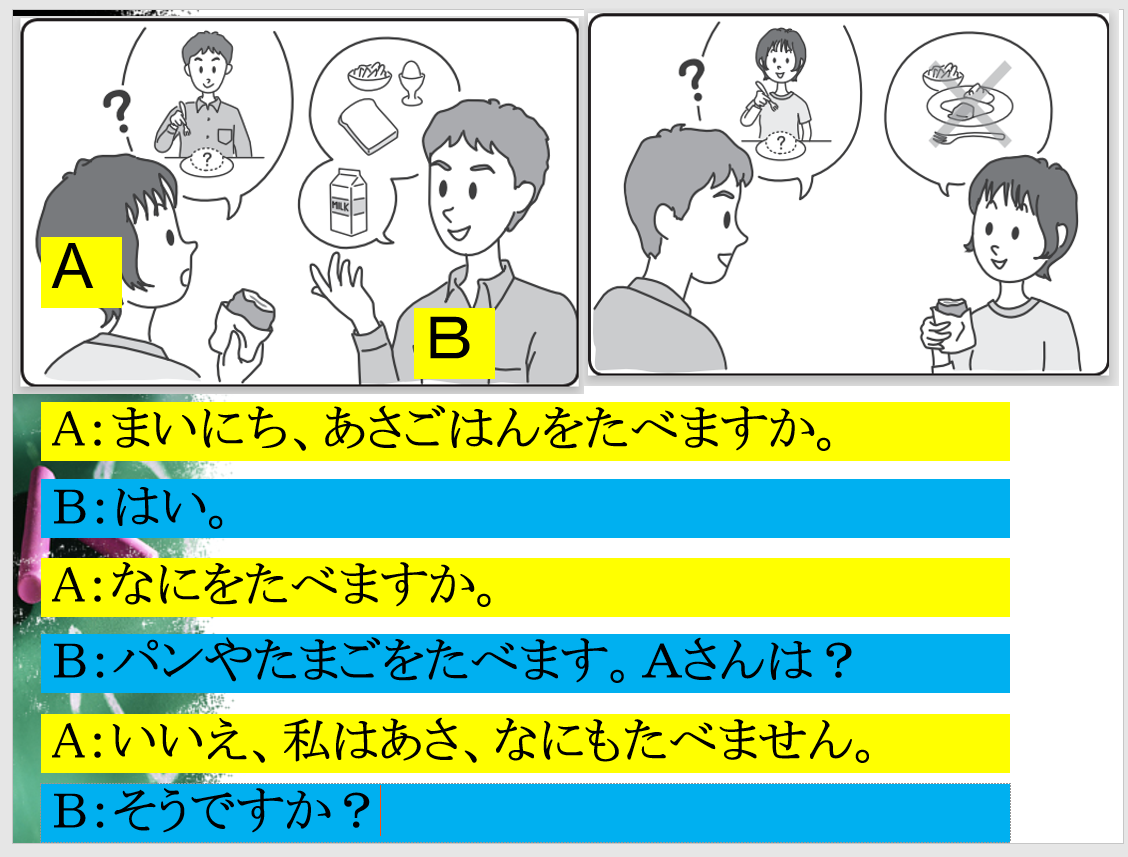 ?
?
MILK
A
B
?
?
A:まいにち、あさごはんをたべますか。
B:はい。
A:なにをたべますか。
B:パンやたまごをたべます。Aさんは？
A:いいえ、私はあさ、なにもたべません。
B:そうですか？